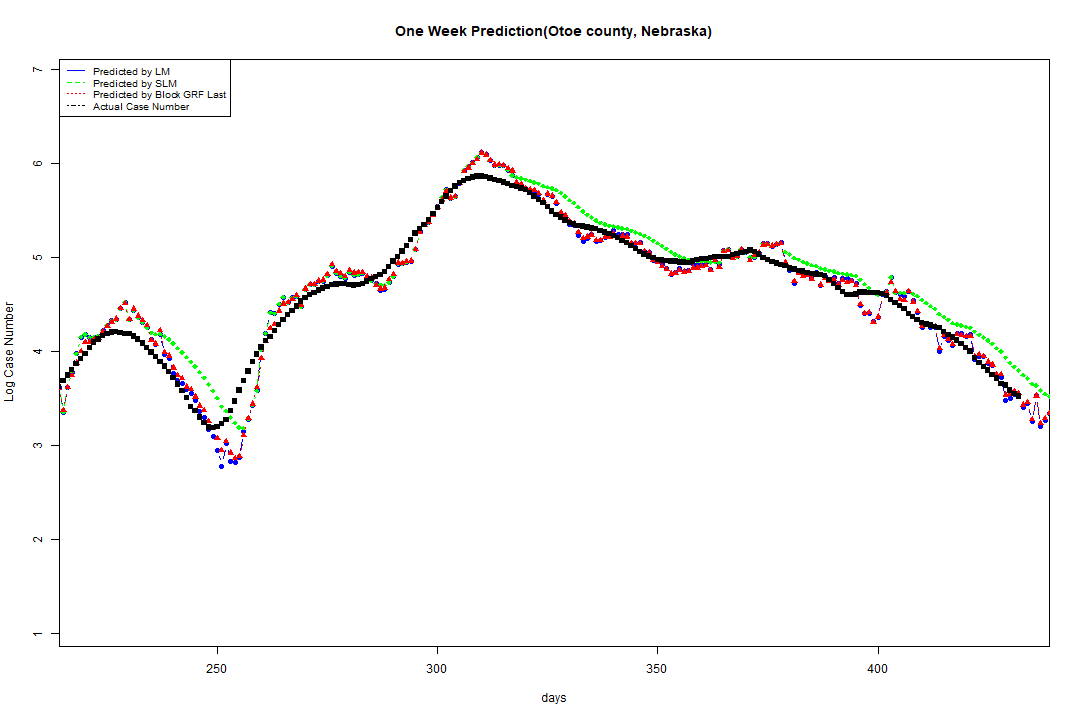 One Week Prediction(Otoe county, Nebraska)
Predicted by LM
Predicted by SLM
Predicted by Block GRF Last
Actual Case Number
7
6
5
4
3
2
1
Log Case Number
250
300
350
400
days